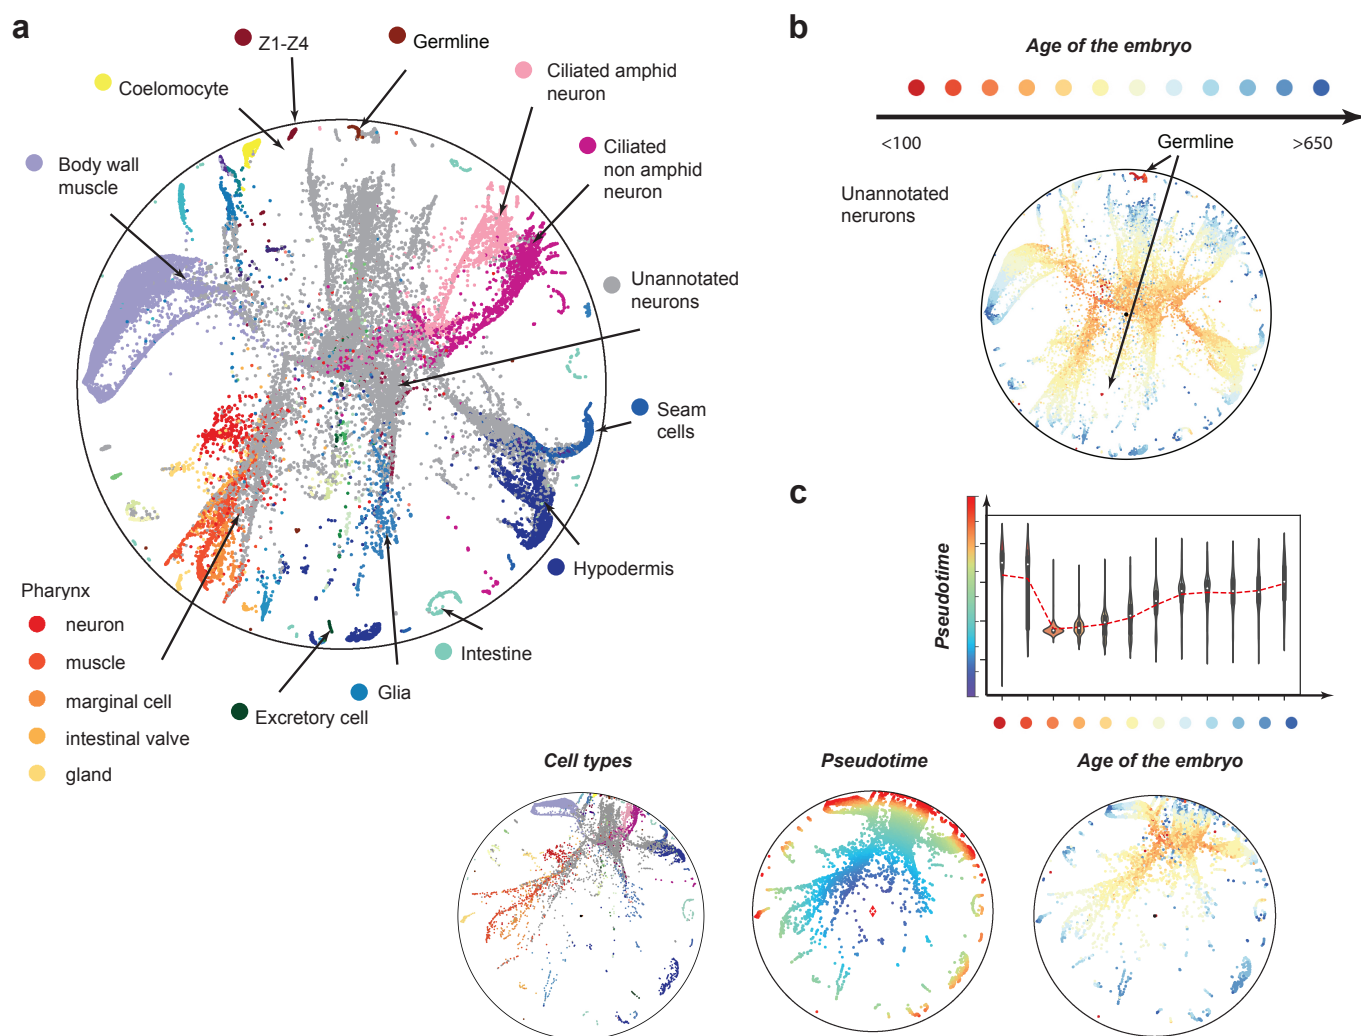 a
Z1-Z4
Germline
Coelomocyte
Ciliated amphid
neuron
Body wall
muscle
Ciliated
non amphid
neuron
Unannotated
neurons
Seam
cells
Hypodermis
Intestine
Glia
Excretory cell
Pharynx
neuron
muscle
marginal cell
intestinal valve
gland
b
Age of the embryo
<100
>650
Germline
Unannotated
nerurons
c
Pseudotime
Cell types
Pseudotime
Age of the embryo